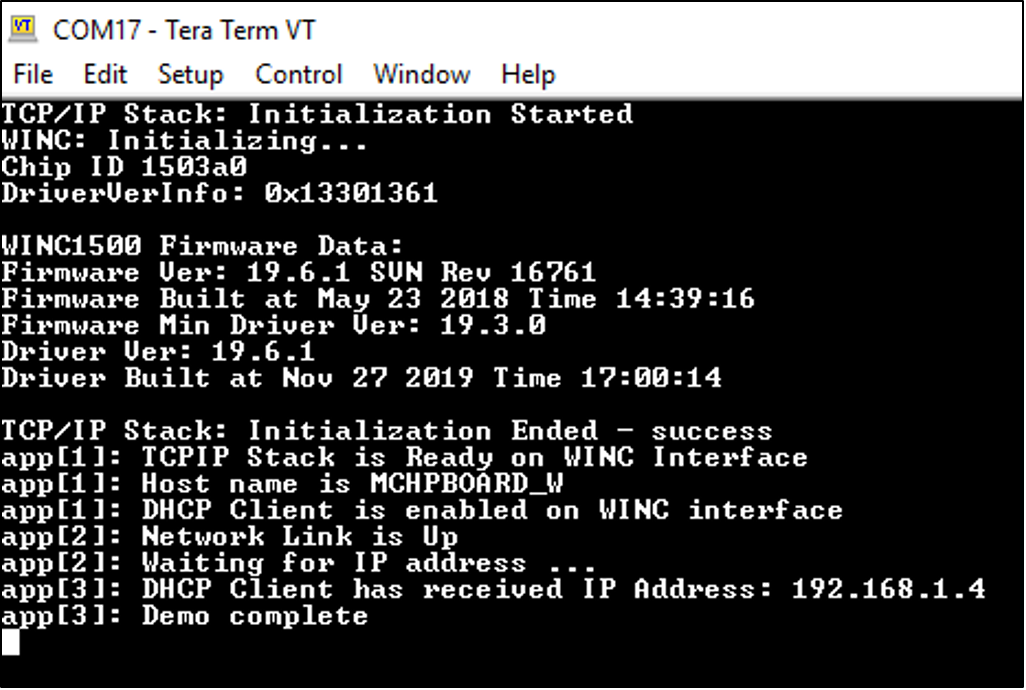 VT COM17 - Tera Term VT
File Edit Setup Control Window Help
TCP/IP Stack: Initialization Started
WINC: Initializing...
Chip ID 1503a0
DriverVerInfo: 0x13301361
WINC1500 Firmware Data:
Firmware Ver: 19.6.1 SVN Rev 16761
Firmware Built at May 23 2018 Time 14:39:16
Firmware Min Driver Ver: 19.3.0
Driver Ver: 19.6.1
Driver Built at Nov 27 2019 Time 17:00:14
TCP/IP Stack: Initialization Ended - success
app[1]: TCPIP Stack is Ready on WINC Interface
app[1]: Host name is MCHPBOARD_W
app[1]: DHCP Client is enabled on WINC interface
app[2]: Network Link is Up
app[2]: Waiting for IP address ...
app[3]: DHCP Client has received IP Address: 192.168.1.4
app[3]: Demo complete